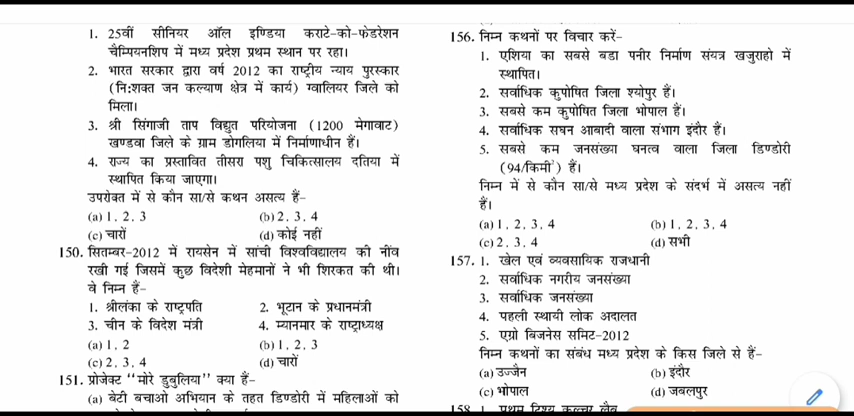 1. 25वीं सीनियर ऑल इण्डिया कराटे-को-फेडरेशन
चैम्पियनशिप में मध्य प्रदेश प्रथम स्थान पर रहा।
2. भारत सरकार द्वारा वर्ष 2012 का राष्ट्रीय न्याय पुरस्कार
(नि:शक्त जन कल्याण क्षेत्र में कार्य) ग्वालियर जिले को
मिला।
3. श्री सिंगाजी ताप विद्युत परियोजना (1200 मेगावाट)
खण्डवा जिले के ग्राम डोगलिया में निर्माणाधीन हैं।
4. राज्य का प्रस्तावित तीसरा पशु चिकित्सालय दतिया में
स्थापित किया जाएगा।
उपरोक्त में से कौन सा/से कथन असत्य हैं-
(a) 1, 2, 3 (b) 2, 3, 4
(c) चारों (d) कोई नहीं
150. सितम्बर-2012 में रायसेन में सांची विश्वविद्यालय की नींव
रखी गई जिसमें कुछ विदेशी मेहमानों ने भी शिरकत की थी।
वे निम्न हैं-
1. श्रीलंका के राष्ट्रपति 2. भूटान के प्रधानमंत्री
3. चीन के विदेश मंत्री 4. म्यानमार के राष्ट्राध्यक्ष
(a) 1, 2 (b) 1, 2, 3
(c) 2, 3, 4 (d) चारों
151. प्रोजेक्ट “मोरे डुबुलिया” क्या हैं-
(a) बेटी बचाओ अभियान के तहत डिण्डोरी में महिलाओं को
156. निम्न कथनों पर विचार करें-
1. एशिया का सबसे बडा पनीर निर्माण संयत्र खजुराहो में
स्थापित।
2. सर्वाधिक कुपोषित जिला श्योपुर हैं।
3. सबसे कम कुपोषित जिला भोपाल हैं।
4. सर्वाधिक सघन आबादी वाला संभाग इंदौर हैं।
5. सबसे कम जनसंख्या घनत्व वाला जिला डिण्डोरी
(94/किमी²) हैं।
निम्न में से कौन सा/से मध्य प्रदेश के संदर्भ में असत्य नहीं
हैं।
(a) 1, 2, 3, 4 (b) 1, 2, 3, 4
(c) 2, 3, 4 (d) सभी
157. 1. खेल एवं व्यवसायिक राजधानी
2. सर्वाधिक नगरीय जनसंख्या
3. सर्वाधिक जनसंख्या
4. पहली स्थायी लोक अदालत
5. एग्रो बिजनेस समिट-2012
निम्न कथनों का संबंध मध्य प्रदेश के किस जिले से हैं-
(a) उज्जैन (b) इंदौर
(c) भोपाल (d) जबलपुर
158. 1. प्रथम